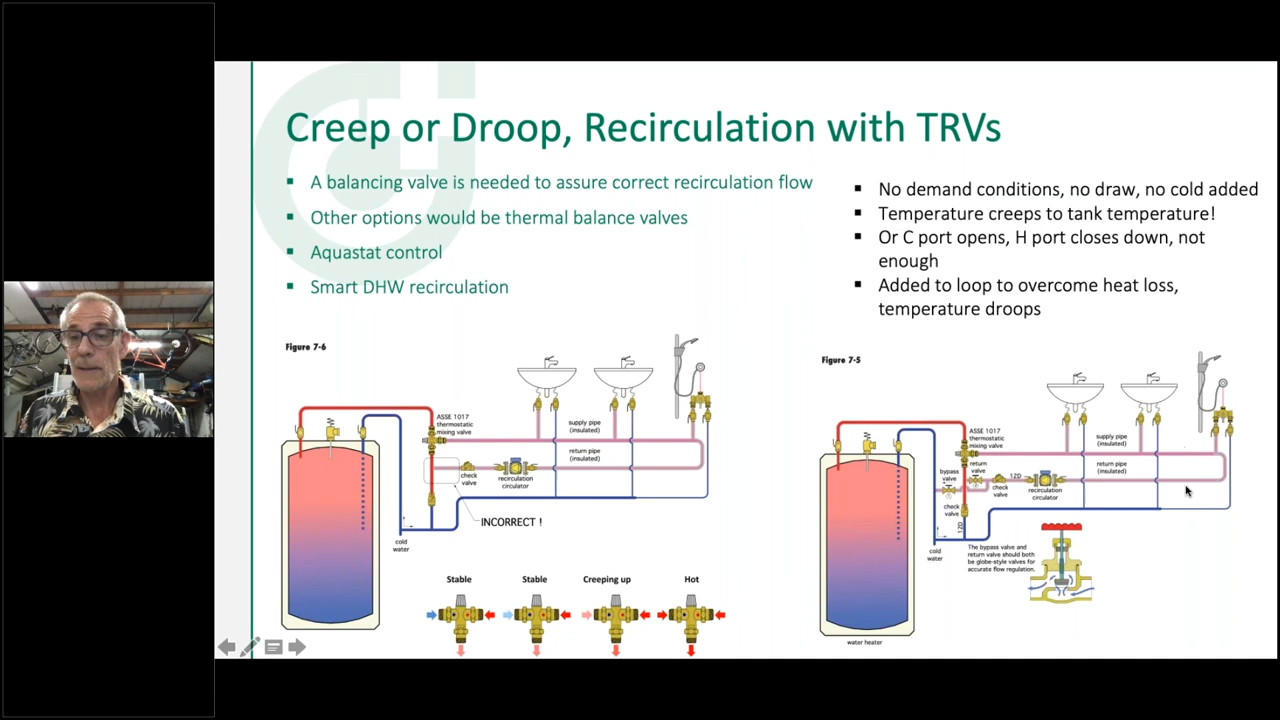 Creep or Droop, Recirculation with TRVs
A balancing valve is needed to assure correct recirculation flow
Other options would be thermal balance valves
Aquastat control
Smart DHW recirculation
No demand conditions, no draw, no cold added
Temperature creeps to tank temperature!
Or C port opens, H port closes down, not
enough
Added to loop to overcome heat loss,
temperature droops
Figure 7-6
ASSE 1017
thermostatic
mixing valve
supply pipe
(insulated)
return pipe
(insulated)
check
valve
recirculation
circulator
INCORRECT !
cold
water
Stable
Stable
Creeping up
Hot
Figure 7-5
ASSE 1017
thermostatic
mixing valve
supply pipe
(insulated)
return
valve
return pipe
(insulated)
bypass
valve
12D
check
valve
recirculation
circulator
check
valve
12D
cold
water
The bypass valve and
return valve should both
be globe-style valves for
accurate flow regulation.
water heater